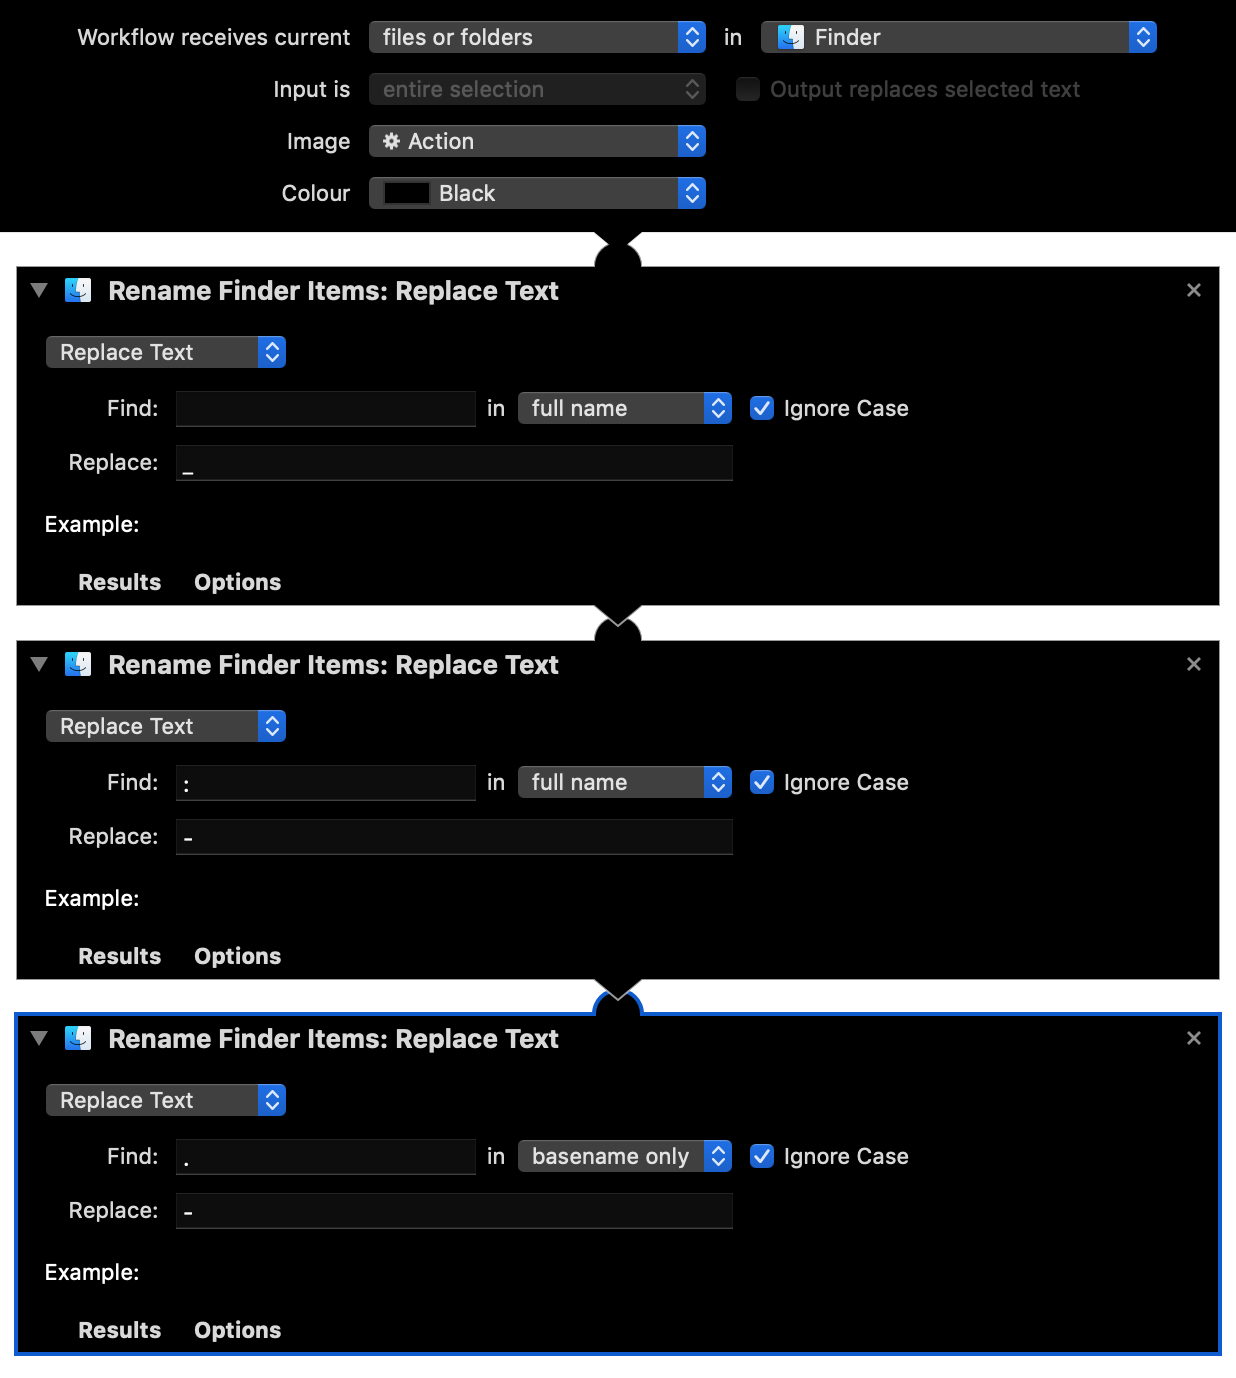 Workflow receives current files or folders in Finder
Input is entire selection Output replaces selected text
Image Action
Colour Black
Rename Finder Items: Replace Text
Replace Text
Find: in full name Ignore Case
Replace: _
Example:
Results Options
Rename Finder Items: Replace Text
Replace Text
Find: : in full name Ignore Case
Replace: -
Example:
Results Options
Rename Finder Items: Replace Text
Replace Text
Find: . in basename only Ignore Case
Replace: -
Example:
Results Options